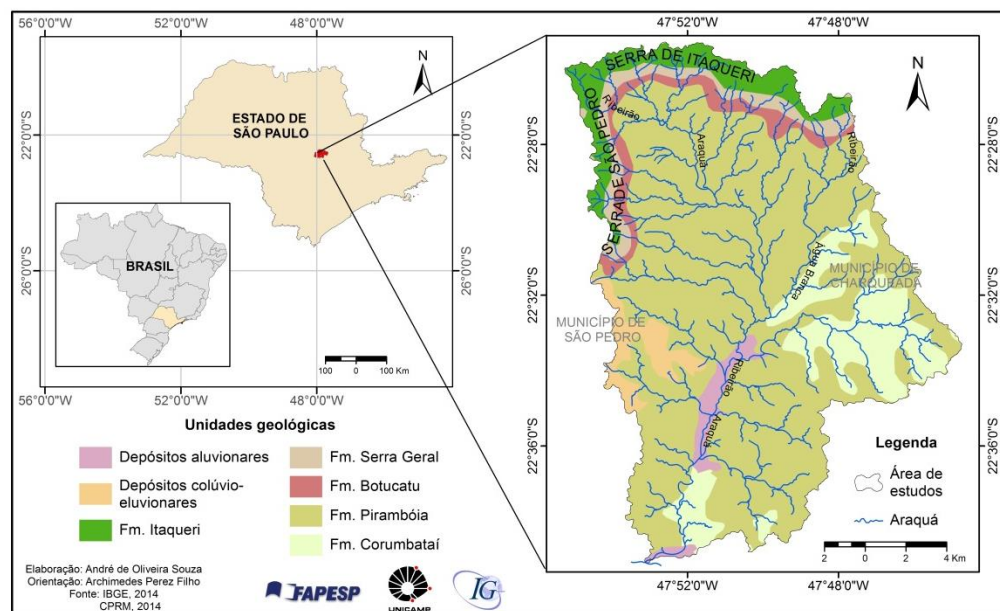 56°0'0"W
52°0'0"W
48°0'0"W
N
ESTADO DE
SÃO PAULO
22°0'0"S
22°0'0"S
BRASIL
26°0'0"S
26°0'0"S
100 0 100 Km
56°0'0"W
52°0'0"W
48°0'0"W
47°52'0"W
47°48'0"W
N
SERRA DE ITAQUERI
SERRA DE SÃO PEDRO
Ribeirão
Araquá
Ribeirão
Água Branca
22°28'0"S
22°28'0"S
MUNICÍPIO DE
CHARQUEADA
22°32'0"S
22°32'0"S
MUNICÍPIO DE
SÃO PEDRO
Ribeirão
Araquá
22°36'0"S
22°36'0"S
Legenda
Área de
estudos
Araquá
2 0 2 4 Km
47°52'0"W
47°48'0"W
Unidades geológicas
Depósitos aluvionares
Depósitos colúvio-
eluvionares
Fm. Itaqueri
Fm. Serra Geral
Fm. Botucatu
Fm. Pirambóia
Fm. Corumbataí
Elaboração: André de Oliveira Souza
Orientação: Archimedes Perez Filho
Fonte: IBGE, 2014
CPRM, 2014
FAPESP
UNICAMP
IG